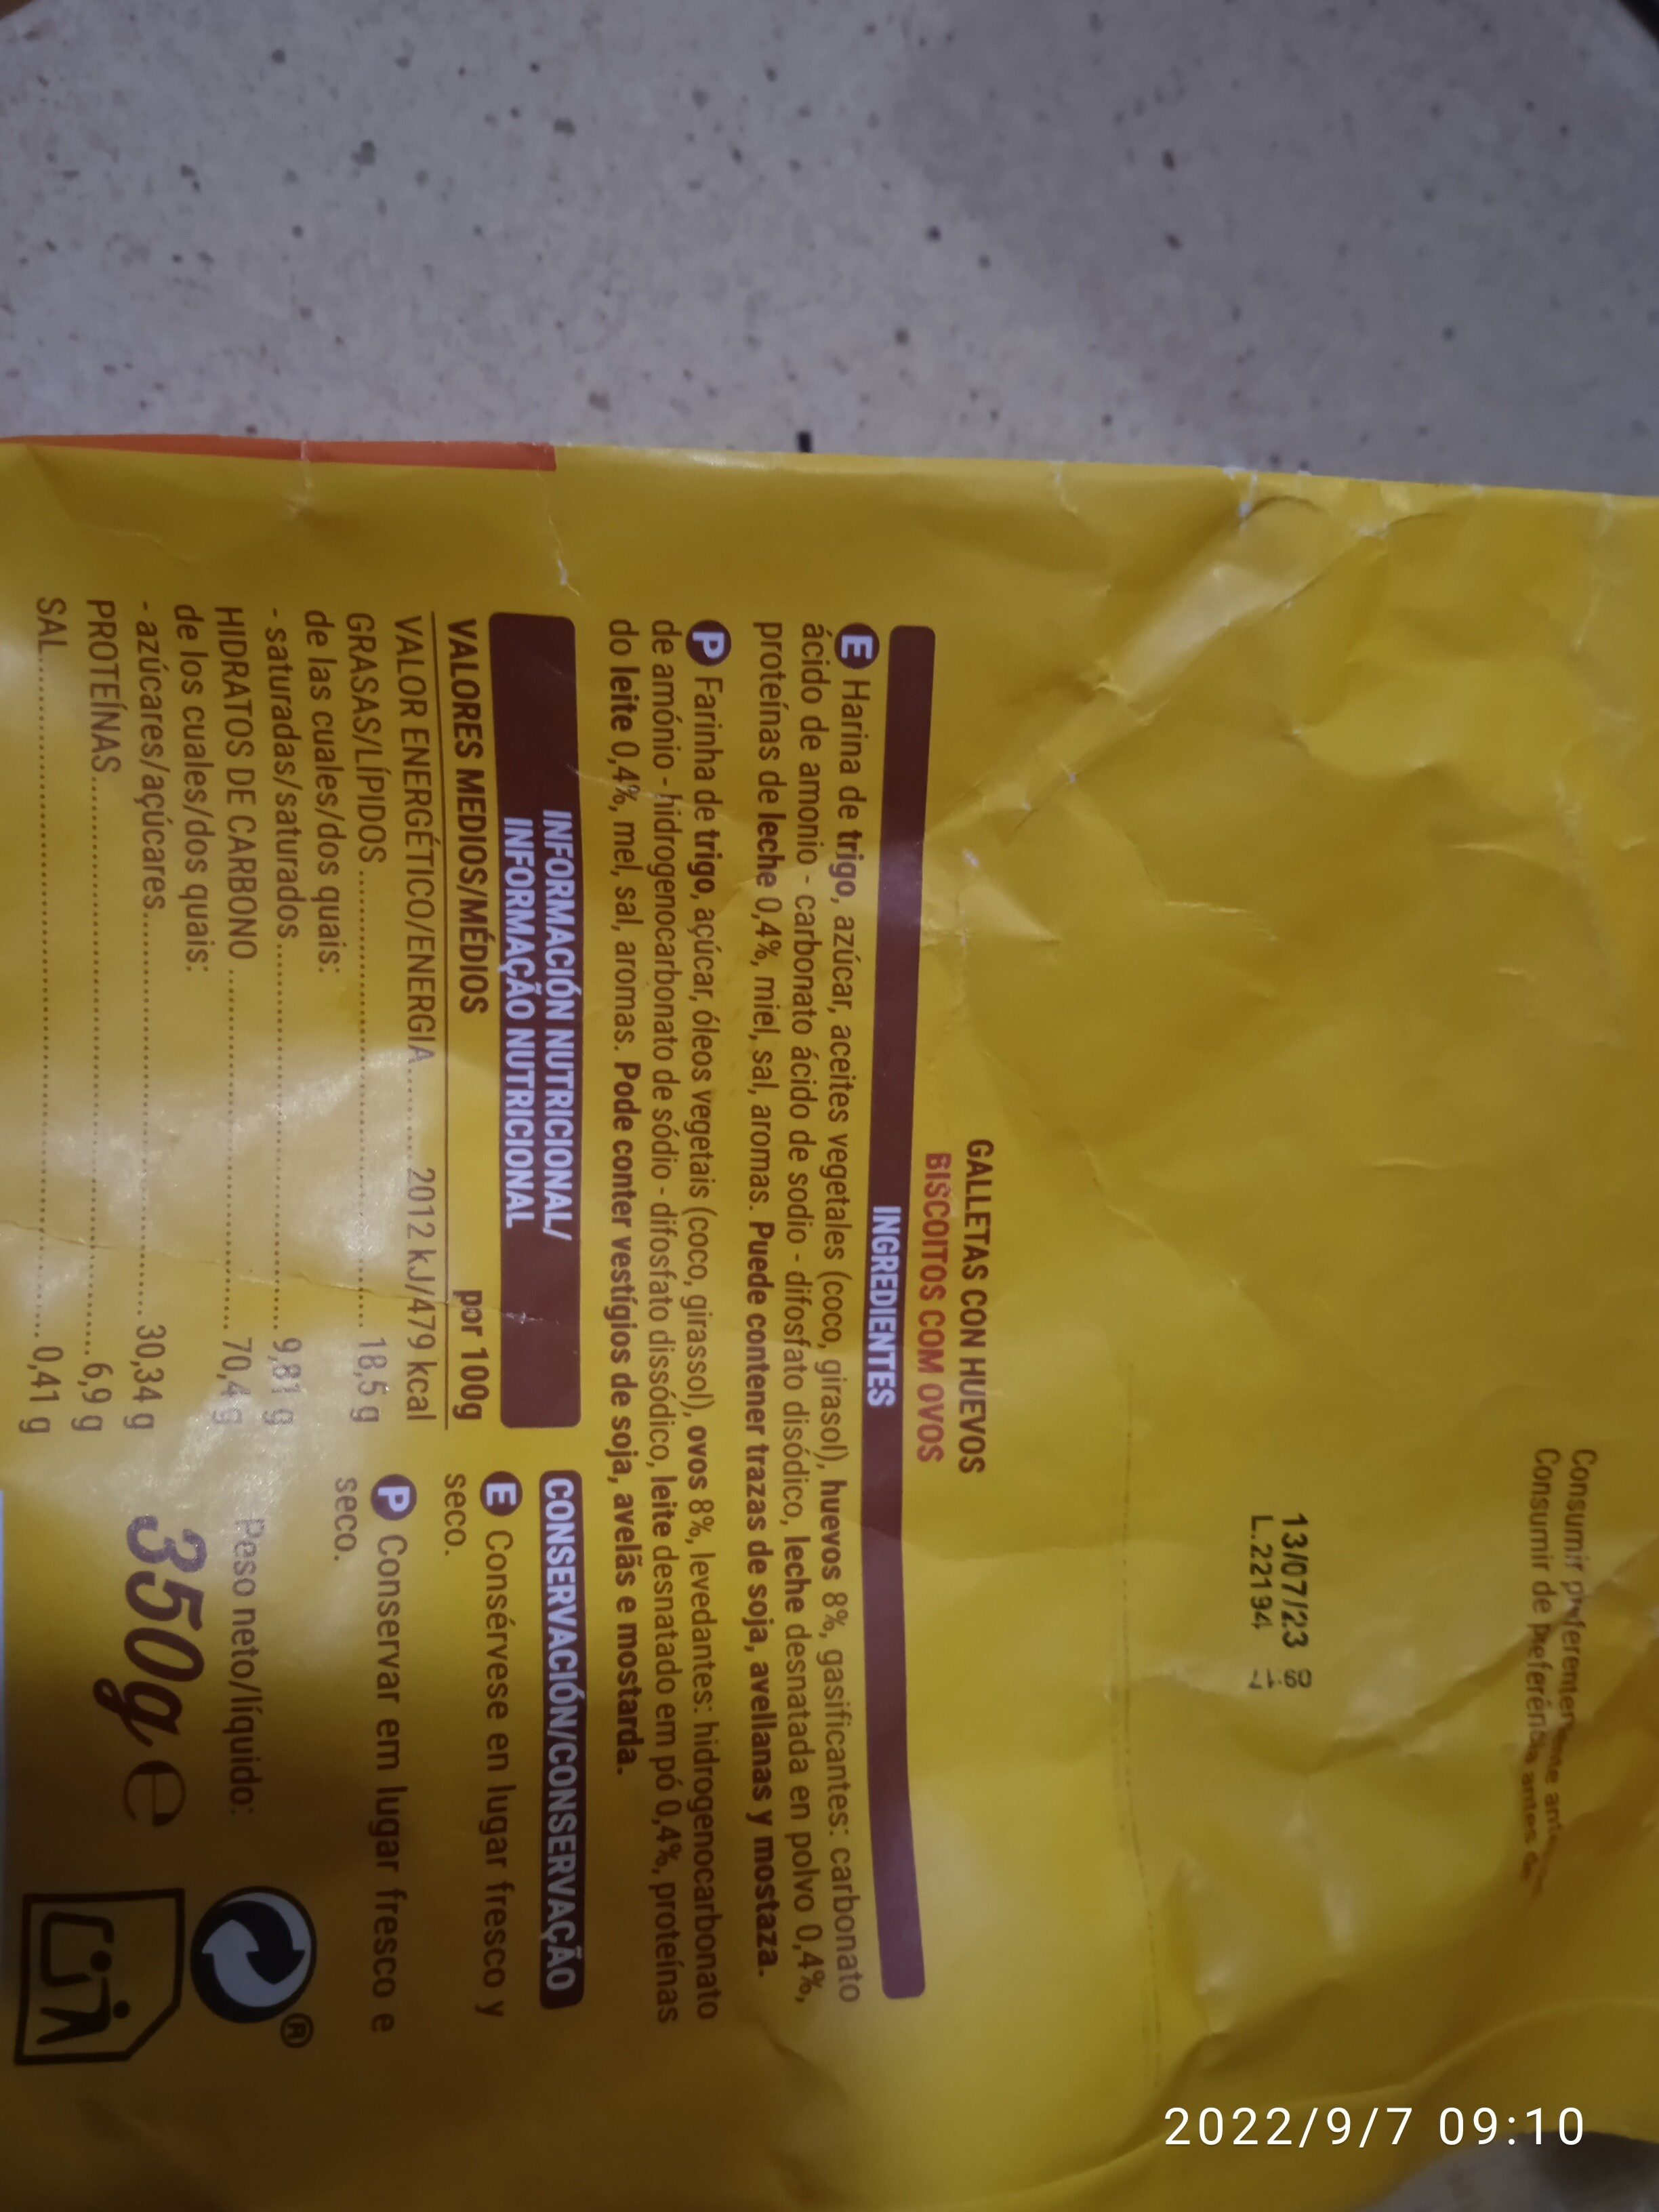 Consumir preferentemente antes
Consumir de preferência antes de
13/07/23
L.22194
GALLETAS CON HUEVOS
BISCOITOS COM OVOS
INGREDIENTES
E Harina de trigo, azúcar, aceites vegetales (coco, girasol), huevos 8%, gasificantes: carbonato
ácido de amonio - carbonato ácido de sodio - difosfato disódico, leche desnatada en polvo 0,4%,
proteínas de leche 0,4%, miel, sal, aromas. Puede contener trazas de soja, avellanas y mostaza.
P Farinha de trigo, açúcar, óleos vegetais (coco, girassol), ovos 8%, levedantes: hidrogenocarbonato
de amónio - hidrogenocarbonato de sódio - difosfato dissódico, leite desnatado em pó 0,4%, proteínas
do leite 0,4%, mel, sal, aromas. Pode conter vestígios de soja, avelãs e mostarda.
INFORMACIÓN NUTRICIONAL/
INFORMAÇÃO NUTRICIONAL
VALORES MEDIOS/MÉDIOS por 100g
VALOR ENERGÉTICO/ENERGIA........ 2012 kJ/479 kcal
GRASAS/LÍPIDOS ........ 18,5 g
de las cuales/dos quais:
- saturadas/saturados........ 9,81 g
HIDRATOS DE CARBONO ........ 70,4 g
de los cuales/dos quais:
- azúcares/açúcares........ 30,34 g
PROTEÍNAS........ 6,9 g
SAL........ 0,41 g
CONSERVACIÓN/CONSERVAÇÃO
E Consérvese en lugar fresco y
seco.
P Conservar em lugar fresco e
seco.
Peso neto/líquido:
350g e
®
2022/9/7 09:10